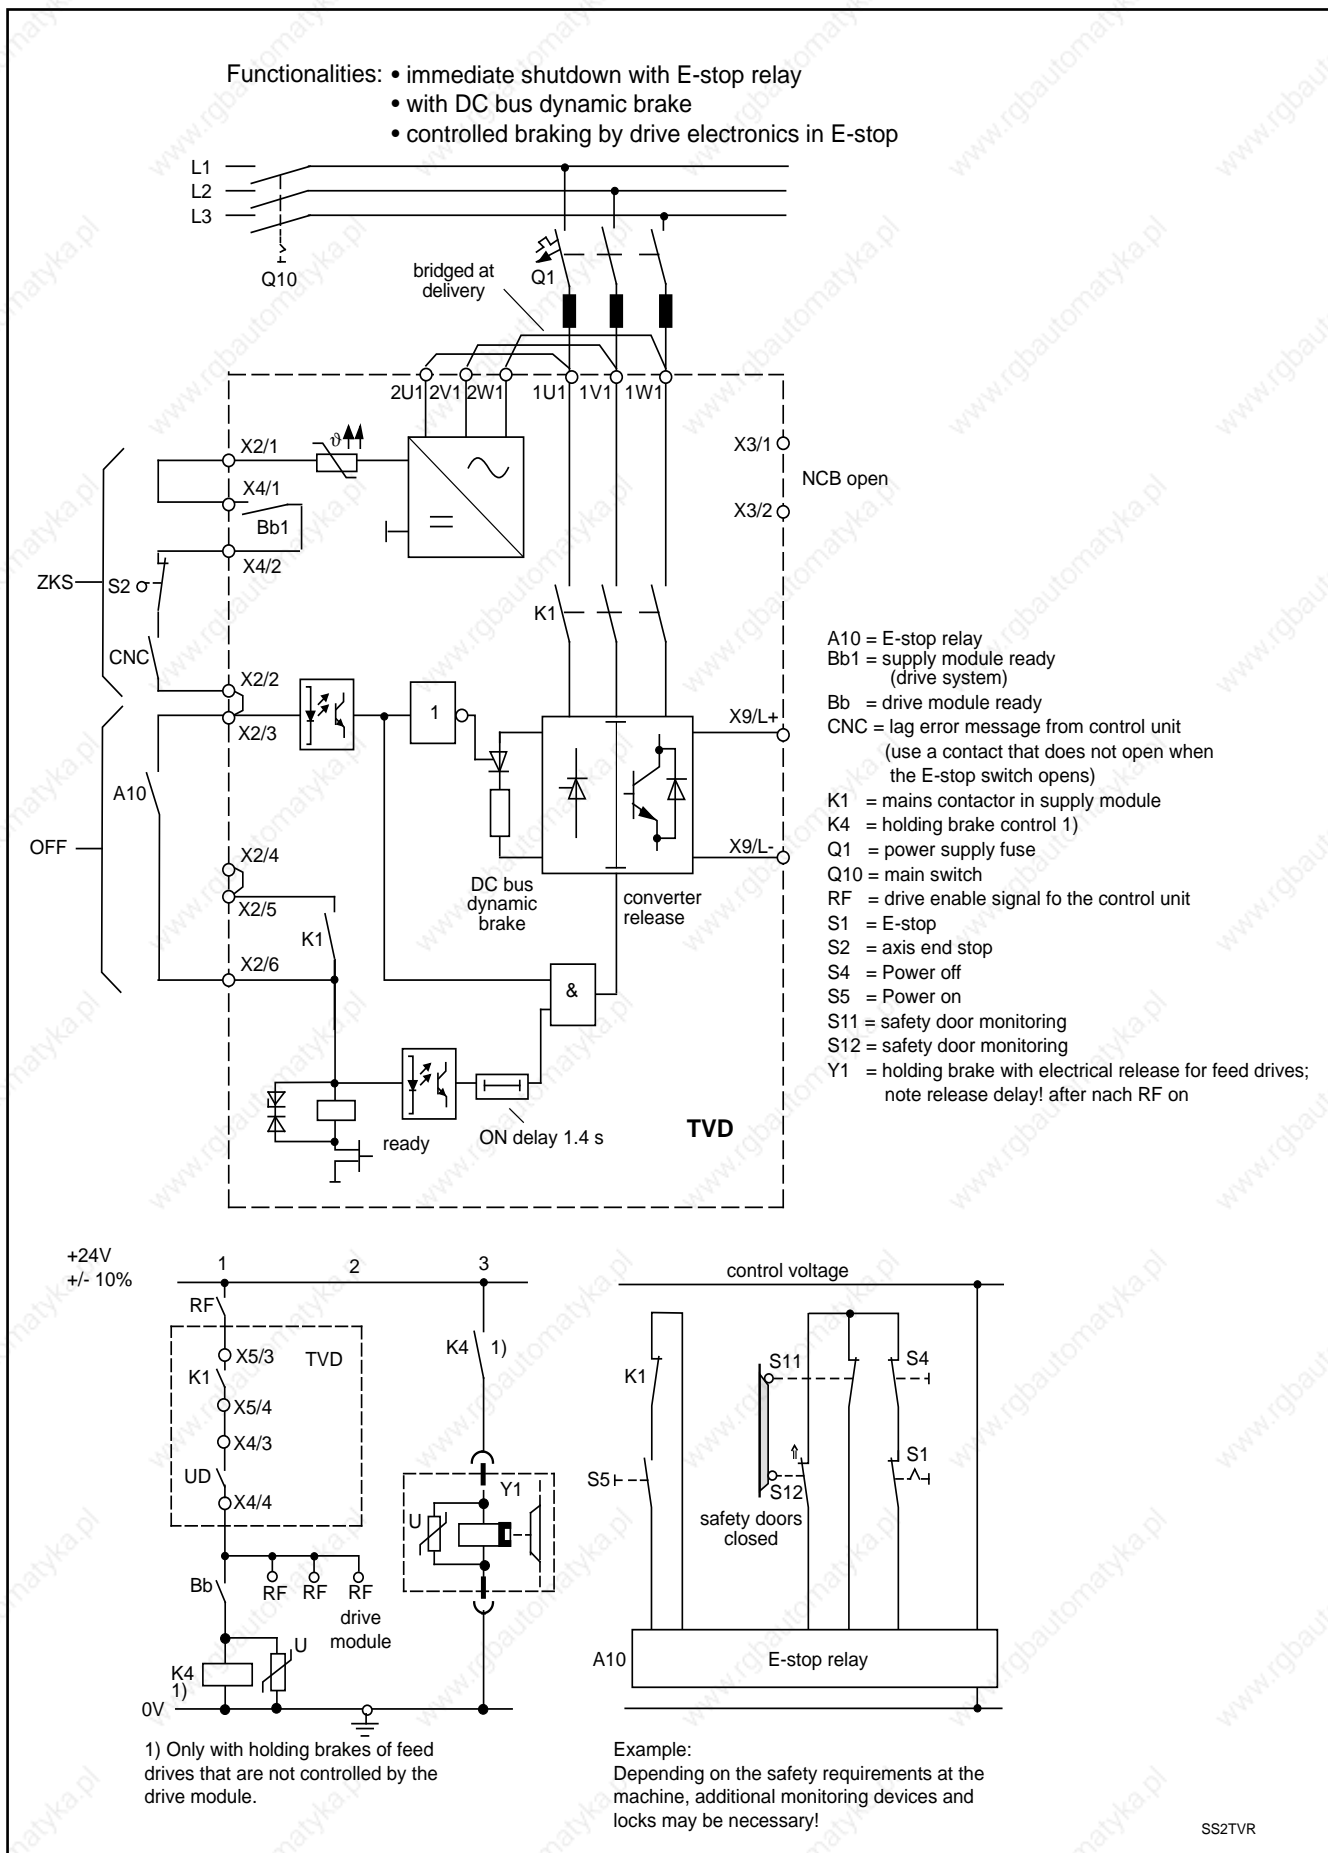 Functionalities: • immediate shutdown with E-stop relay
• with DC bus dynamic brake
• controlled braking by drive electronics in E-stop
L1
L2
L3
Q10
Q1
bridged at
delivery
2U1 2V1 2W1 1U1 1V1 1W1
X2/1
ϑ
X3/1
NCB open
X3/2
X4/1
Bb1
X4/2
ZKS
S2
K1
CNC
X2/2
X2/3
1
X9/L+
A10
OFF
X2/4
X9/L-
X2/5
DC bus
dynamic
brake
converter
release
K1
X2/6
&
ready
ON delay 1.4 s
TVD
A10 = E-stop relay
Bb1 = supply module ready
(drive system)
Bb = drive module ready
CNC = lag error message from control unit
(use a contact that does not open when
the E-stop switch opens)
K1 = mains contactor in supply module
K4 = holding brake control 1)
Q1 = power supply fuse
Q10 = main switch
RF = drive enable signal fo the control unit
S1 = E-stop
S2 = axis end stop
S4 = Power off
S5 = Power on
S11 = safety door monitoring
S12 = safety door monitoring
Y1 = holding brake with electrical release for feed drives;
note release delay! after nach RF on
+24V
+/- 10%
1 2 3
RF
TVD
X5/3
K1
X5/4
X4/3
UD
X4/4
K4 1)
Y1
U
Bb
RF RF RF
drive
module
U
K4
1)
0V
1) Only with holding brakes of feed
drives that are not controlled by the
drive module.
control voltage
K1
S11
S4
S5
S12
S1
safety doors
closed
A10
E-stop relay
Example:
Depending on the safety requirements at the
machine, additional monitoring devices and
locks may be necessary!
SS2TVR
www.rgbautomatyka.pl